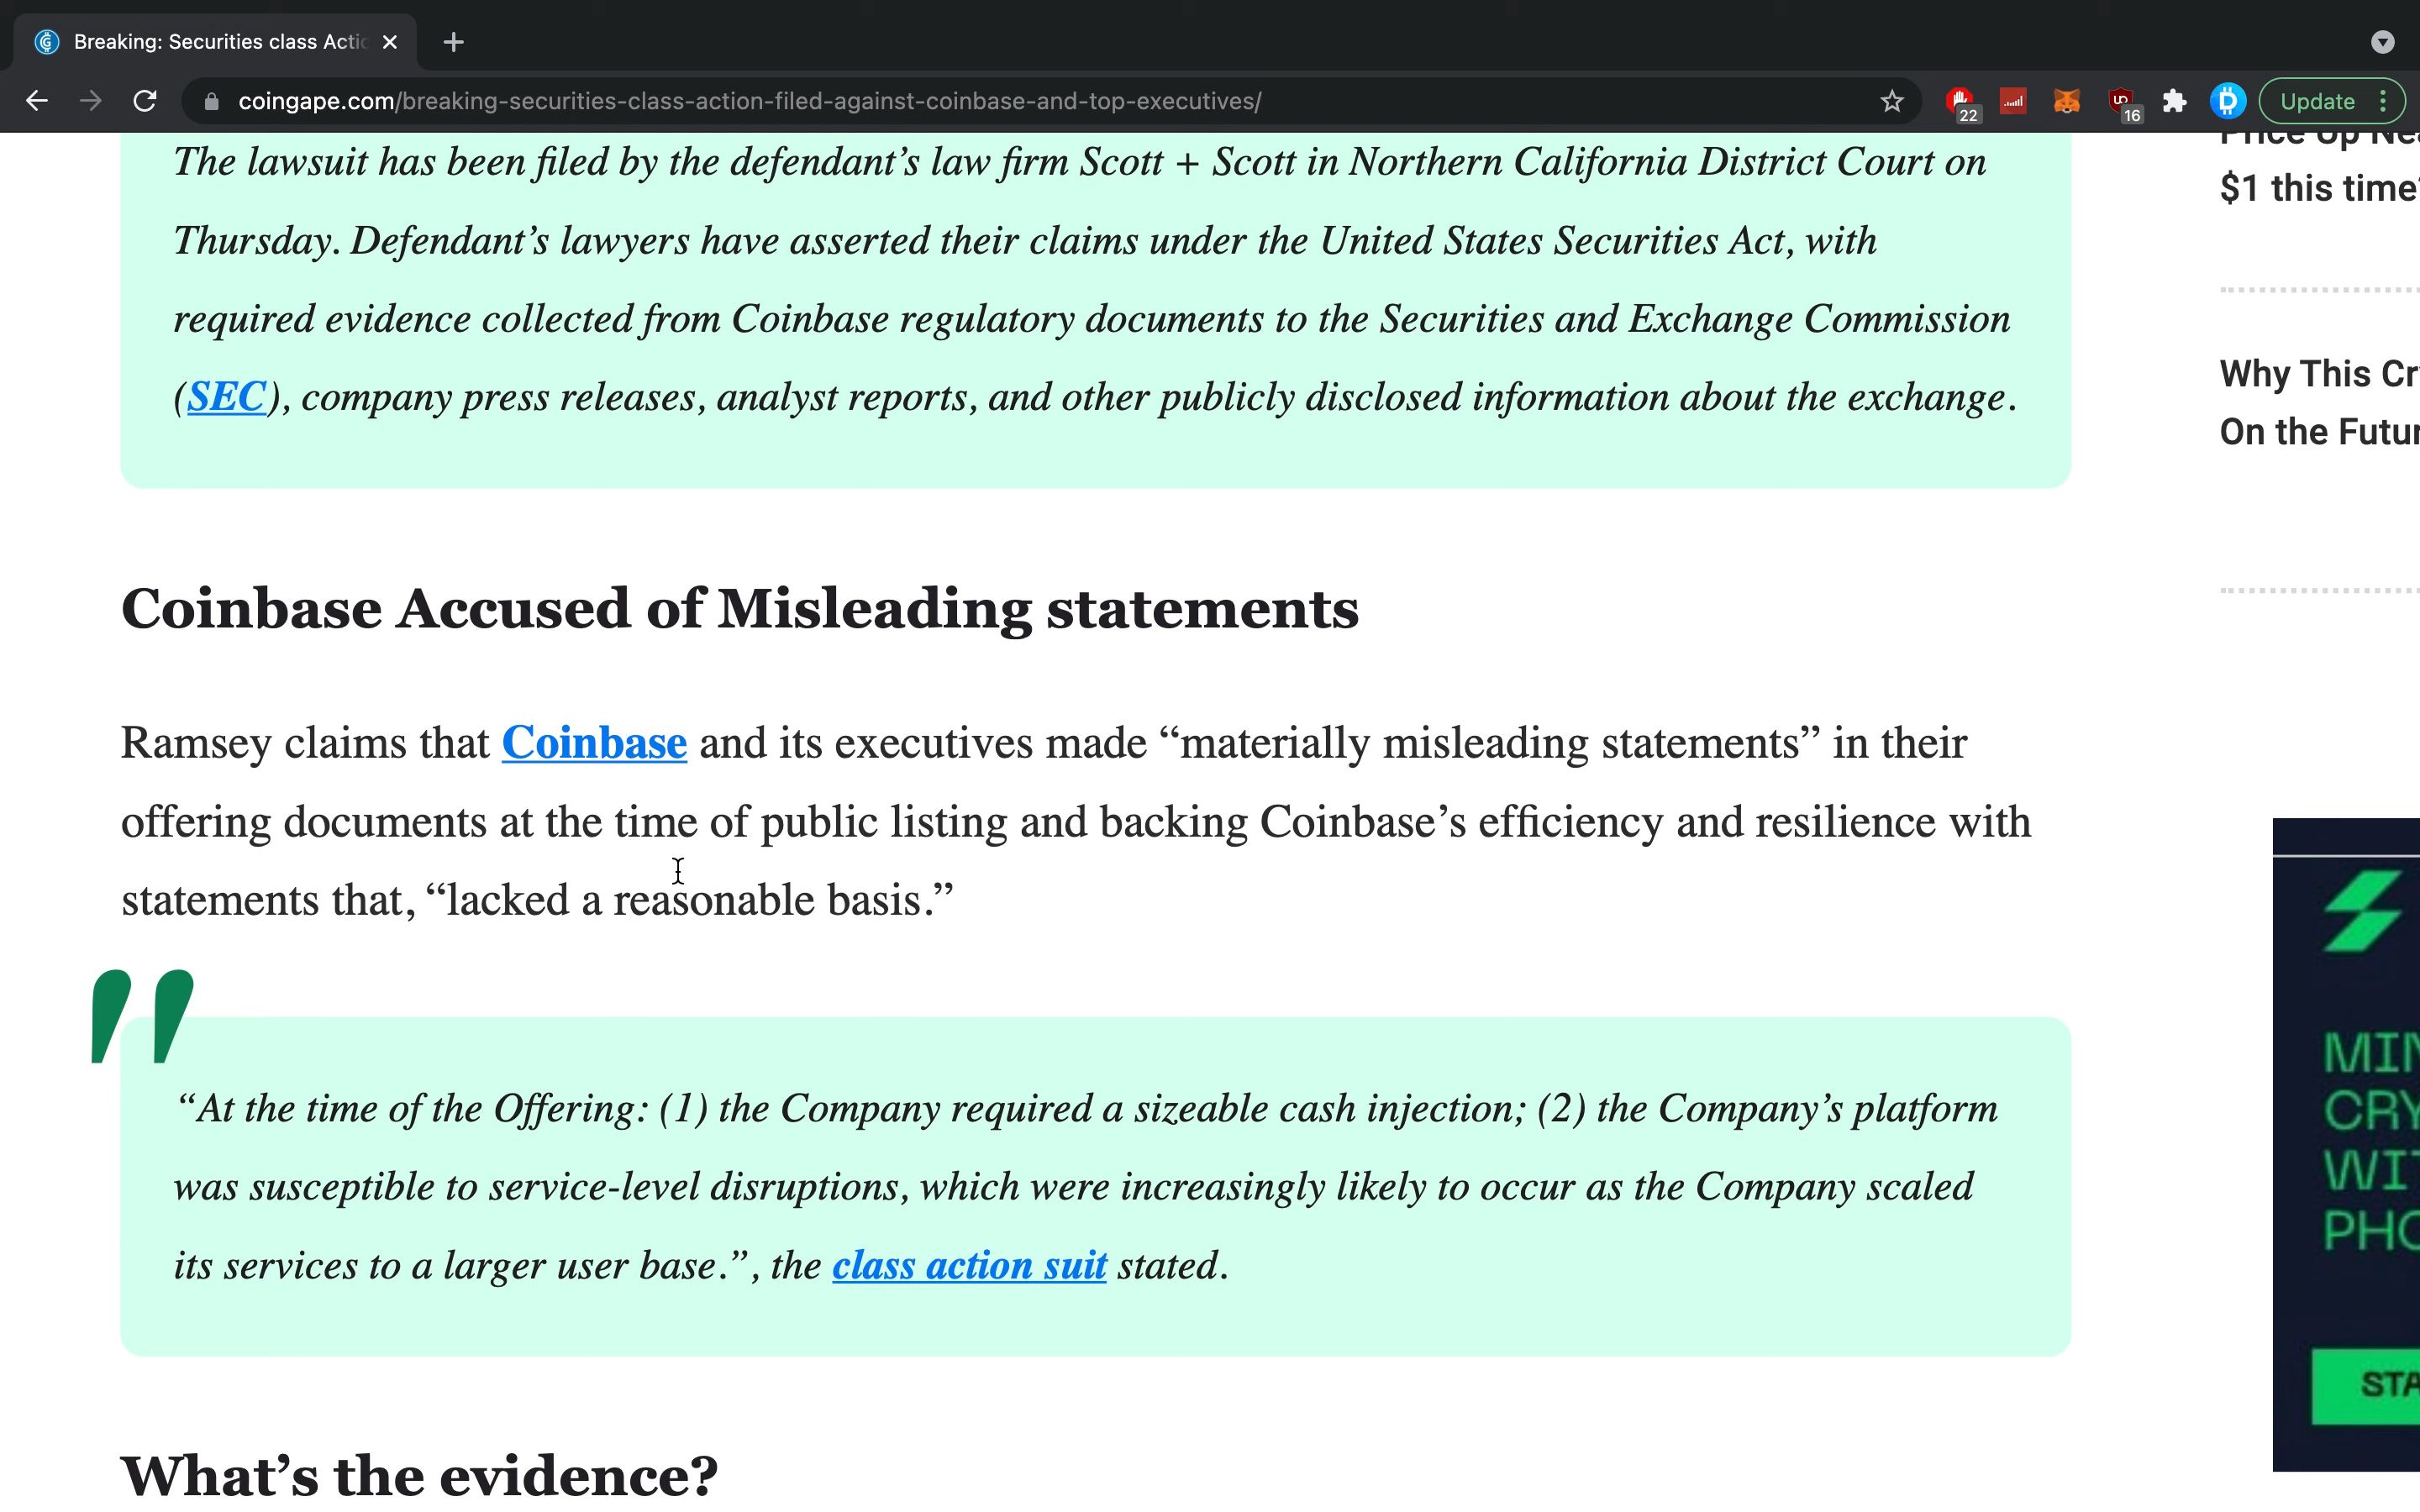 Breaking: Securities class Actio
coingape.com/breaking-securities-class-action-filed-against-coinbase-and-top-executives/
22
16
Update
The lawsuit has been filed by the defendant’s law firm Scott + Scott in Northern California District Court on
Thursday. Defendant’s lawyers have asserted their claims under the United States Securities Act, with
required evidence collected from Coinbase regulatory documents to the Securities and Exchange Commission
(SEC), company press releases, analyst reports, and other publicly disclosed information about the exchange.
Coinbase Accused of Misleading statements
Ramsey claims that Coinbase and its executives made “materially misleading statements” in their
offering documents at the time of public listing and backing Coinbase’s efficiency and resilience with
statements that, “lacked a reasonable basis.”
“At the time of the Offering: (1) the Company required a sizeable cash injection; (2) the Company’s platform
was susceptible to service-level disruptions, which were increasingly likely to occur as the Company scaled
its services to a larger user base.”, the class action suit stated.
What’s the evidence?
Price Up Ne
$1 this time?
Why This Cr
On the Futur
MIN
CRY
WIT
PHO
STA